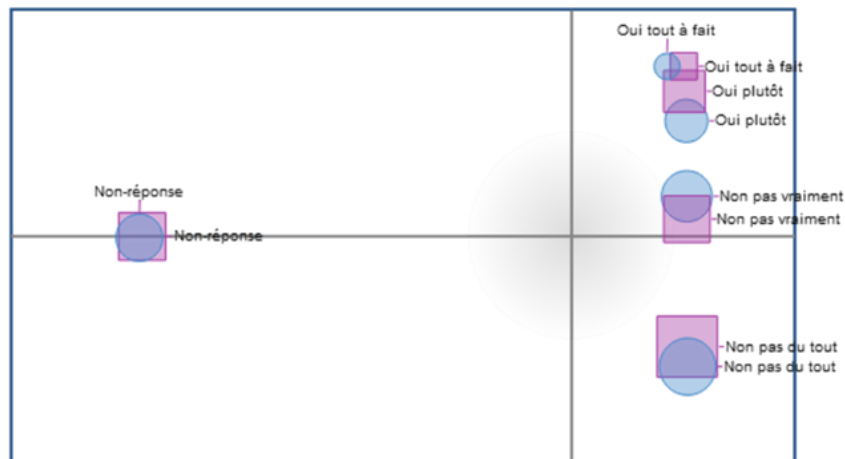 Oui tout à fait
Oui tout à fait
Oui plutôt
Oui plutôt
Non-réponse
Non pas vraiment
Non pas vraiment
Non-réponse
Non pas du tout
Non pas du tout